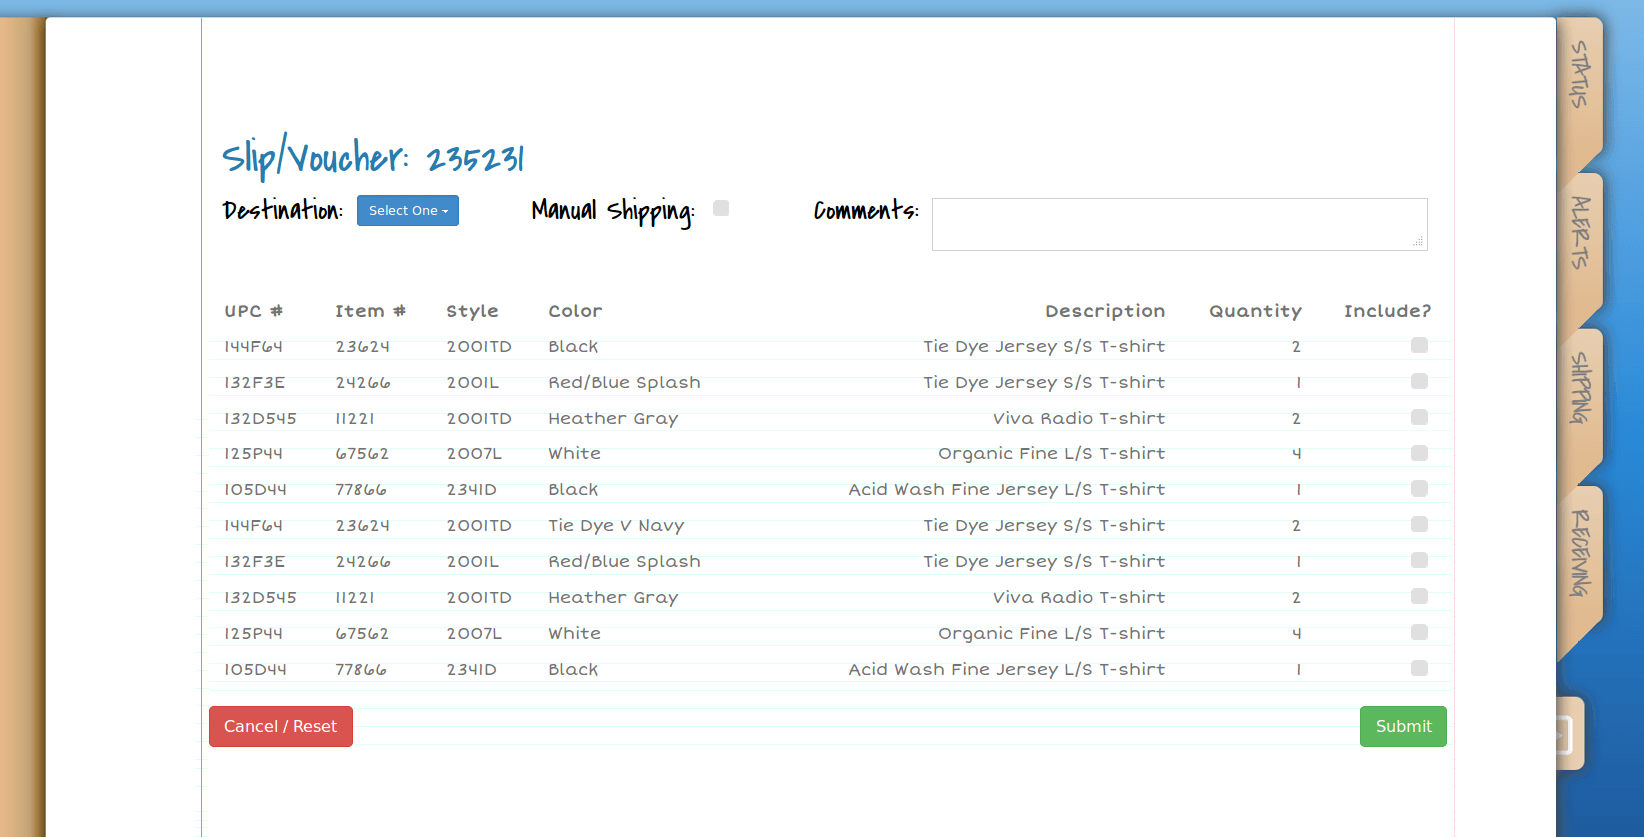 Slip/Voucher: 235231
Destination: Select One Manual Shipping: Comments:
UPC # Item # Style Color Description Quantity Include?
144F64 23624 2001TD Black Tie Dye Jersey S/S T-shirt 2
132F3E 24266 2001L Red/Blue Splash Tie Dye Jersey S/S T-shirt 1
132D545 11221 2001TD Heather Gray Viva Radio T-shirt 2
125P44 67562 2007L White Organic Fine L/S T-shirt 4
105D44 77866 2341D Black Acid Wash Fine Jersey L/S T-shirt 1
144F64 23624 2001TD Tie Dye V Navy Tie Dye Jersey S/S T-shirt 2
132F3E 24266 2001L Red/Blue Splash Tie Dye Jersey S/S T-shirt 1
132D545 11221 2001TD Heather Gray Viva Radio T-shirt 2
125P44 67562 2007L White Organic Fine L/S T-shirt 4
105D44 77866 2341D Black Acid Wash Fine Jersey L/S T-shirt 1
Cancel / Reset Submit
STATUS
ALERTS
SHIPPING
RECEIVING